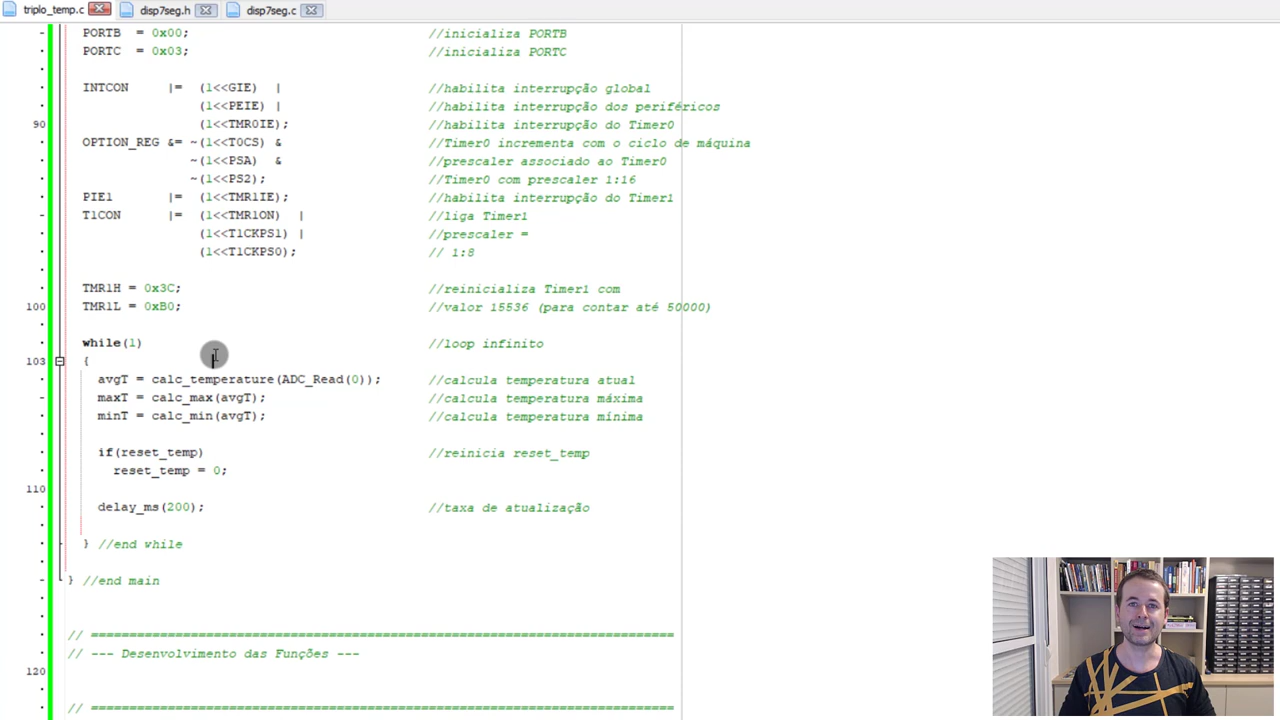 triplo_temp.c disp7seg.h disp7seg.c
PORTB = 0x00; //inicializa PORTB
PORTC = 0x03; //inicializa PORTC
INTCON |= (1<<GIE) | //habilita interrupção global
(1<<PEIE) | //habilita interrupção dos periféricos
90 (1<<TMR0IE); //habilita interrupção do Timer0
OPTION_REG &= ~(1<<T0CS) & //Timer0 incrementa com o ciclo de máquina
~(1<<PSA) & //prescaler associado ao Timer0
~(1<<PS2); //Timer0 com prescaler 1:16
PIE1 |= (1<<TMR1IE); //habilita interrupção do Timer1
T1CON |= (1<<TMR1ON) | //liga Timer1
(1<<T1CKPS1) | //prescaler =
(1<<T1CKPS0); // 1:8
TMR1H = 0x3C; //reinicializa Timer1 com
100 TMR1L = 0xB0; //valor 15536 (para contar até 50000)
while(1) //loop infinito
103 {
avgT = calc_temperature(ADC_Read(0)); //calcula temperatura atual
maxT = calc_max(avgT); //calcula temperatura máxima
minT = calc_min(avgT); //calcula temperatura mínima
if(reset_temp) //reinicia reset_temp
reset_temp = 0;
110
delay_ms(200); //taxa de atualização
} //end while
} //end main
// ============================================================================
// --- Desenvolvimento das Funções ---
120
// ============================================================================